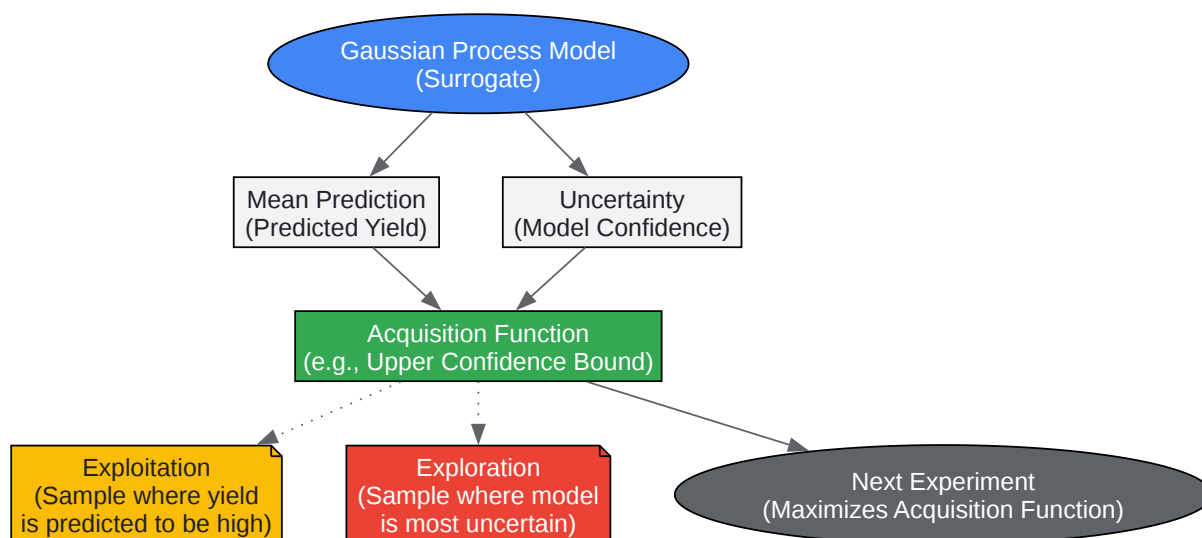 Gaussian Process Model
(Surrogate)
Mean Prediction
(Predicted Yield)
Uncertainty
(Model Confidence)
Acquisition Function
(e.g., Upper Confidence Bound)
Exploitation
(Sample where yield
is predicted to be high)
Exploration
(Sample where model
is most uncertain)
Next Experiment
(Maximizes Acquisition Function)